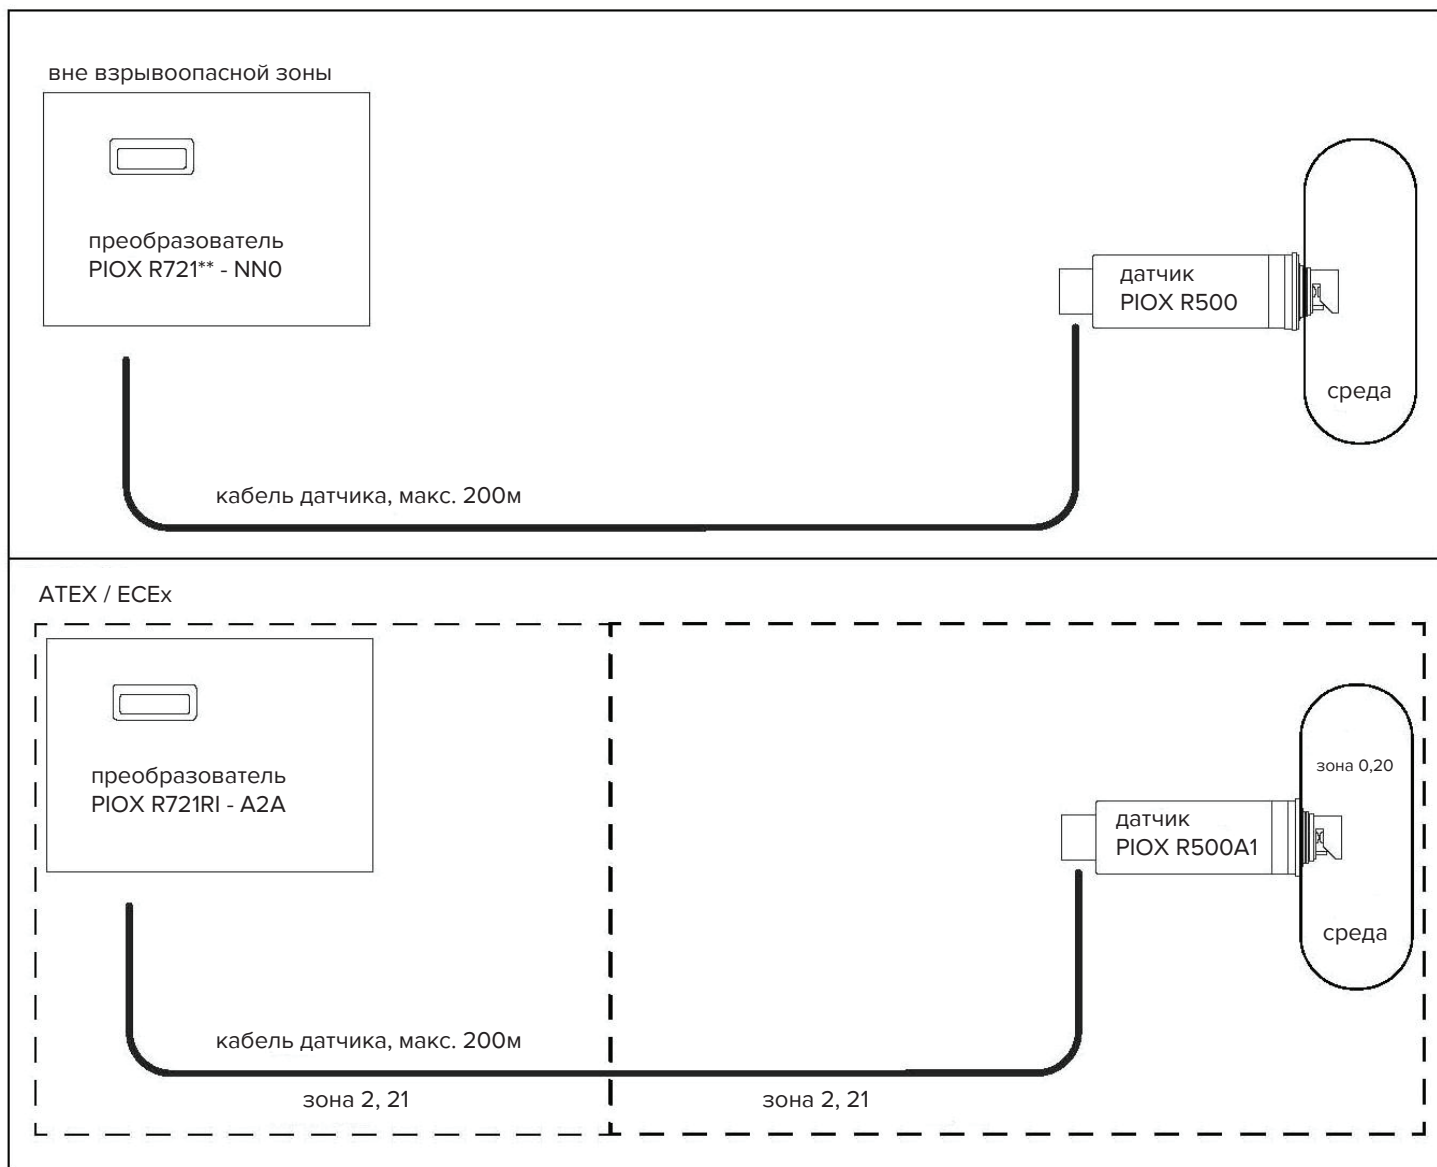 вне взрывоопасной зоны
преобразователь
PIOX R721** - NN0
датчик
PIOX R500
среда
кабель датчика, макс. 200м
ATEX / ECEx
преобразователь
PIOX R721RI - A2A
зона 0,20
датчик
PIOX R500A1
среда
кабель датчика, макс. 200м
зона 2, 21
зона 2, 21